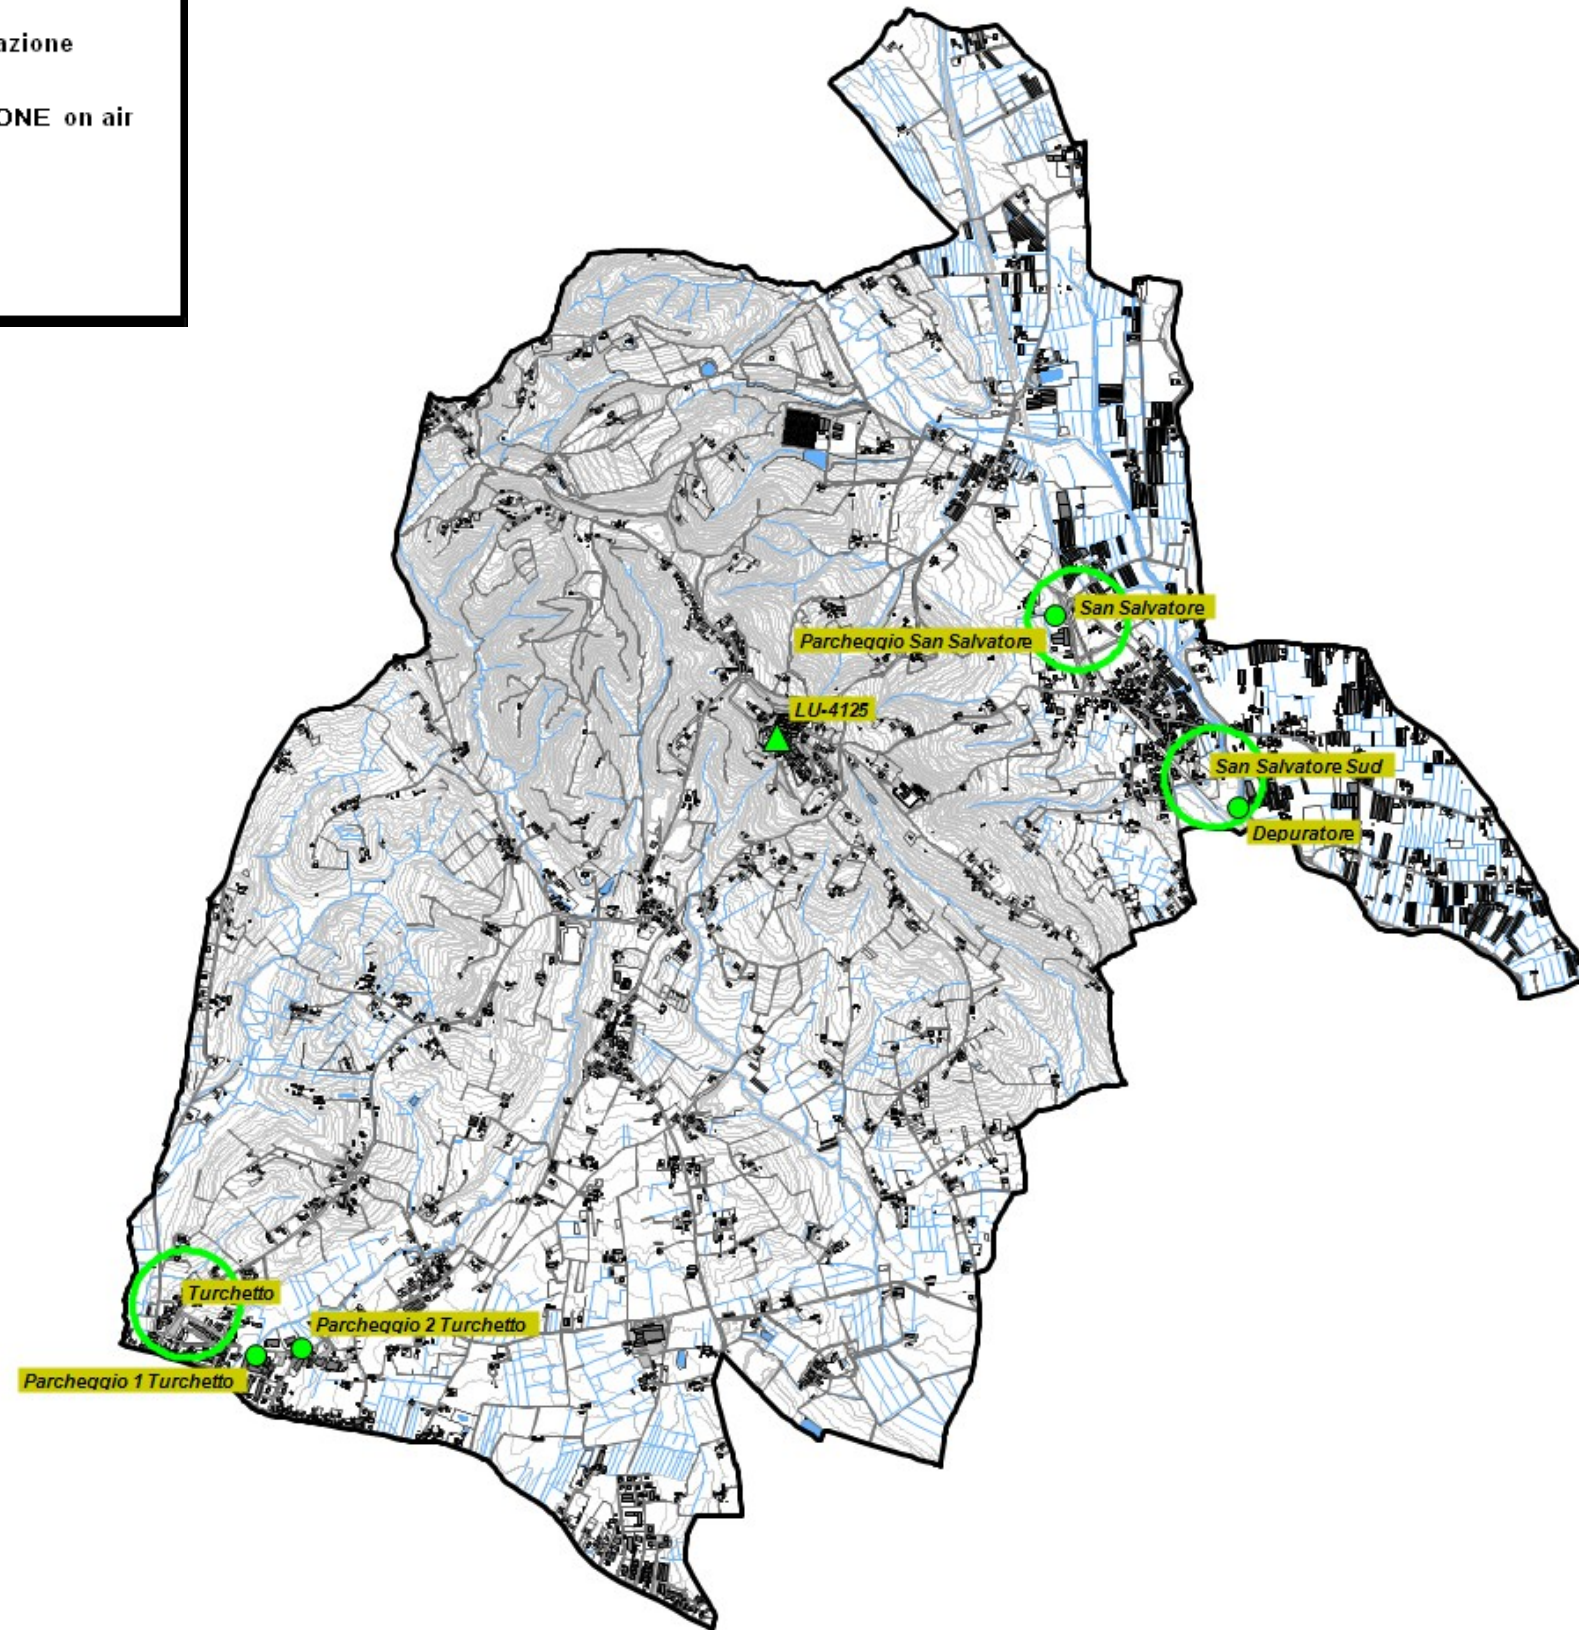 azione
ONE on air
San Salvatore
Parcheggio San Salvatore
LU-4125
San Salvatore Sud
Depuratore
Turchetto
Parcheggio 2 Turchetto
Parcheggio 1 Turchetto